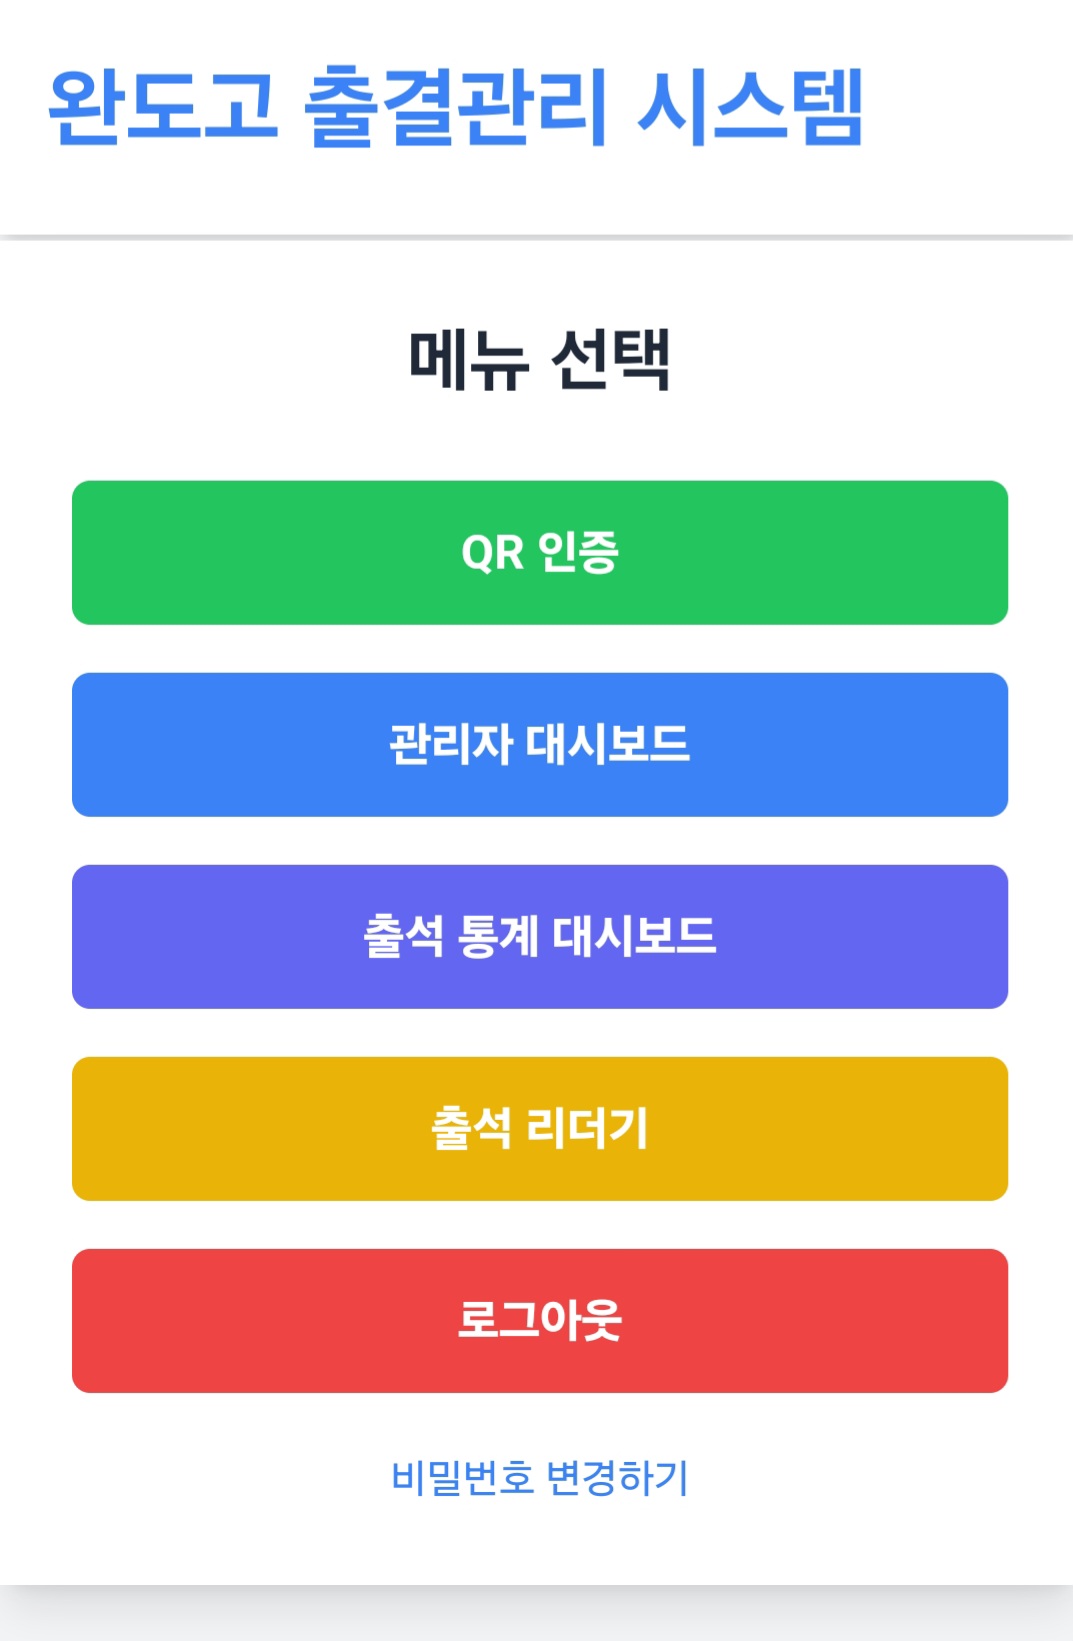 완도고 출결관리 시스템
메뉴 선택
QR 인증
관리자 대시보드
출석 통계 대시보드
출석 리더기
로그아웃
비밀번호 변경하기